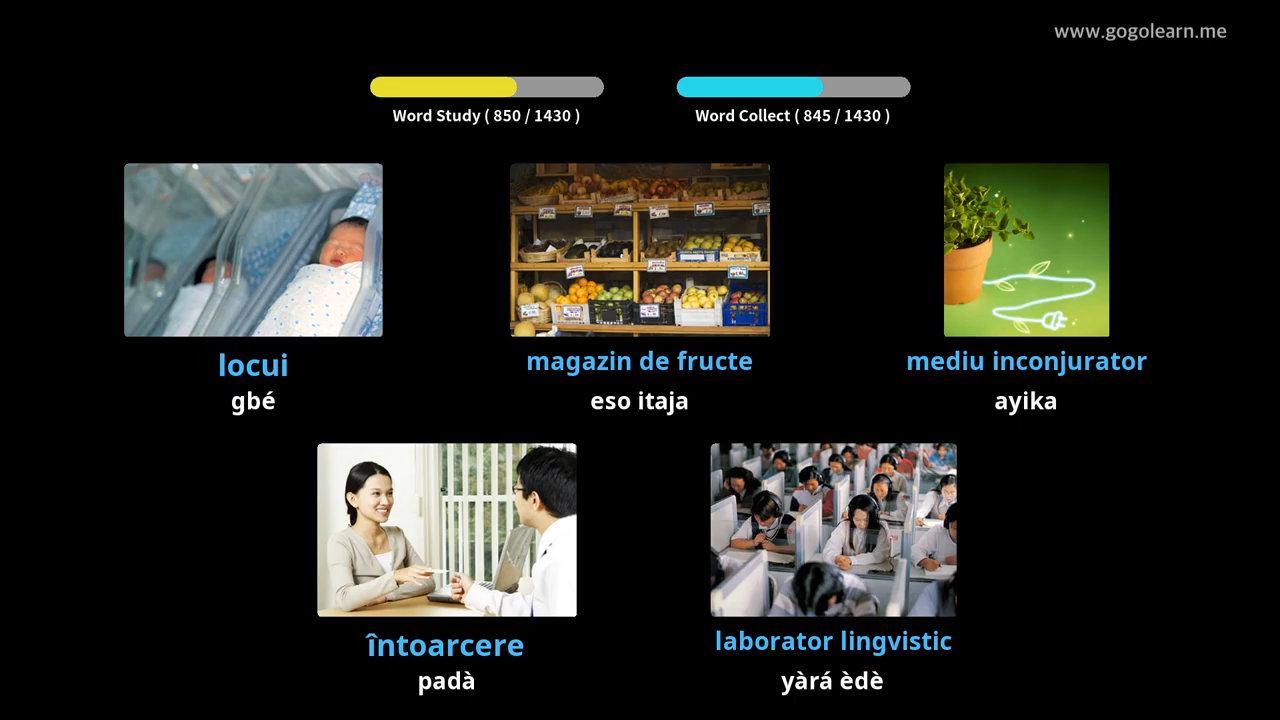 www.gogolearn.me
Word Study ( 850 / 1430 )
Word Collect ( 845 / 1430 )
locui
gbé
magazin de fructe
eso itaja
mediu inconjurator
ayika
întoarcere
padà
laborator lingvistic
yàrá èdè